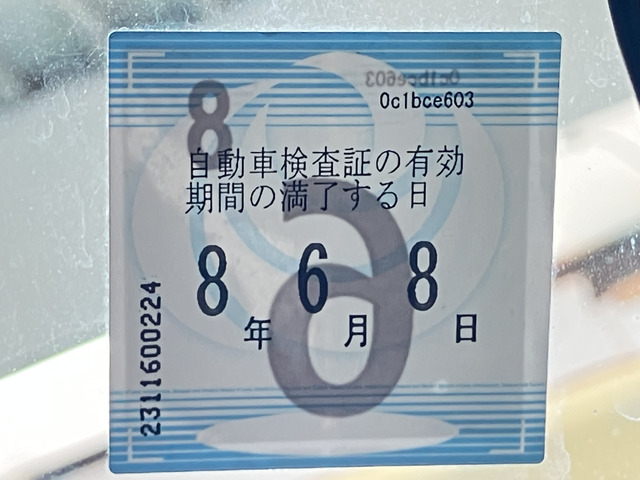 0c1bce603
0c1bce603
8
自動車検査証の有効
期間の満了する日
8年 6月 8日
6
2311600224